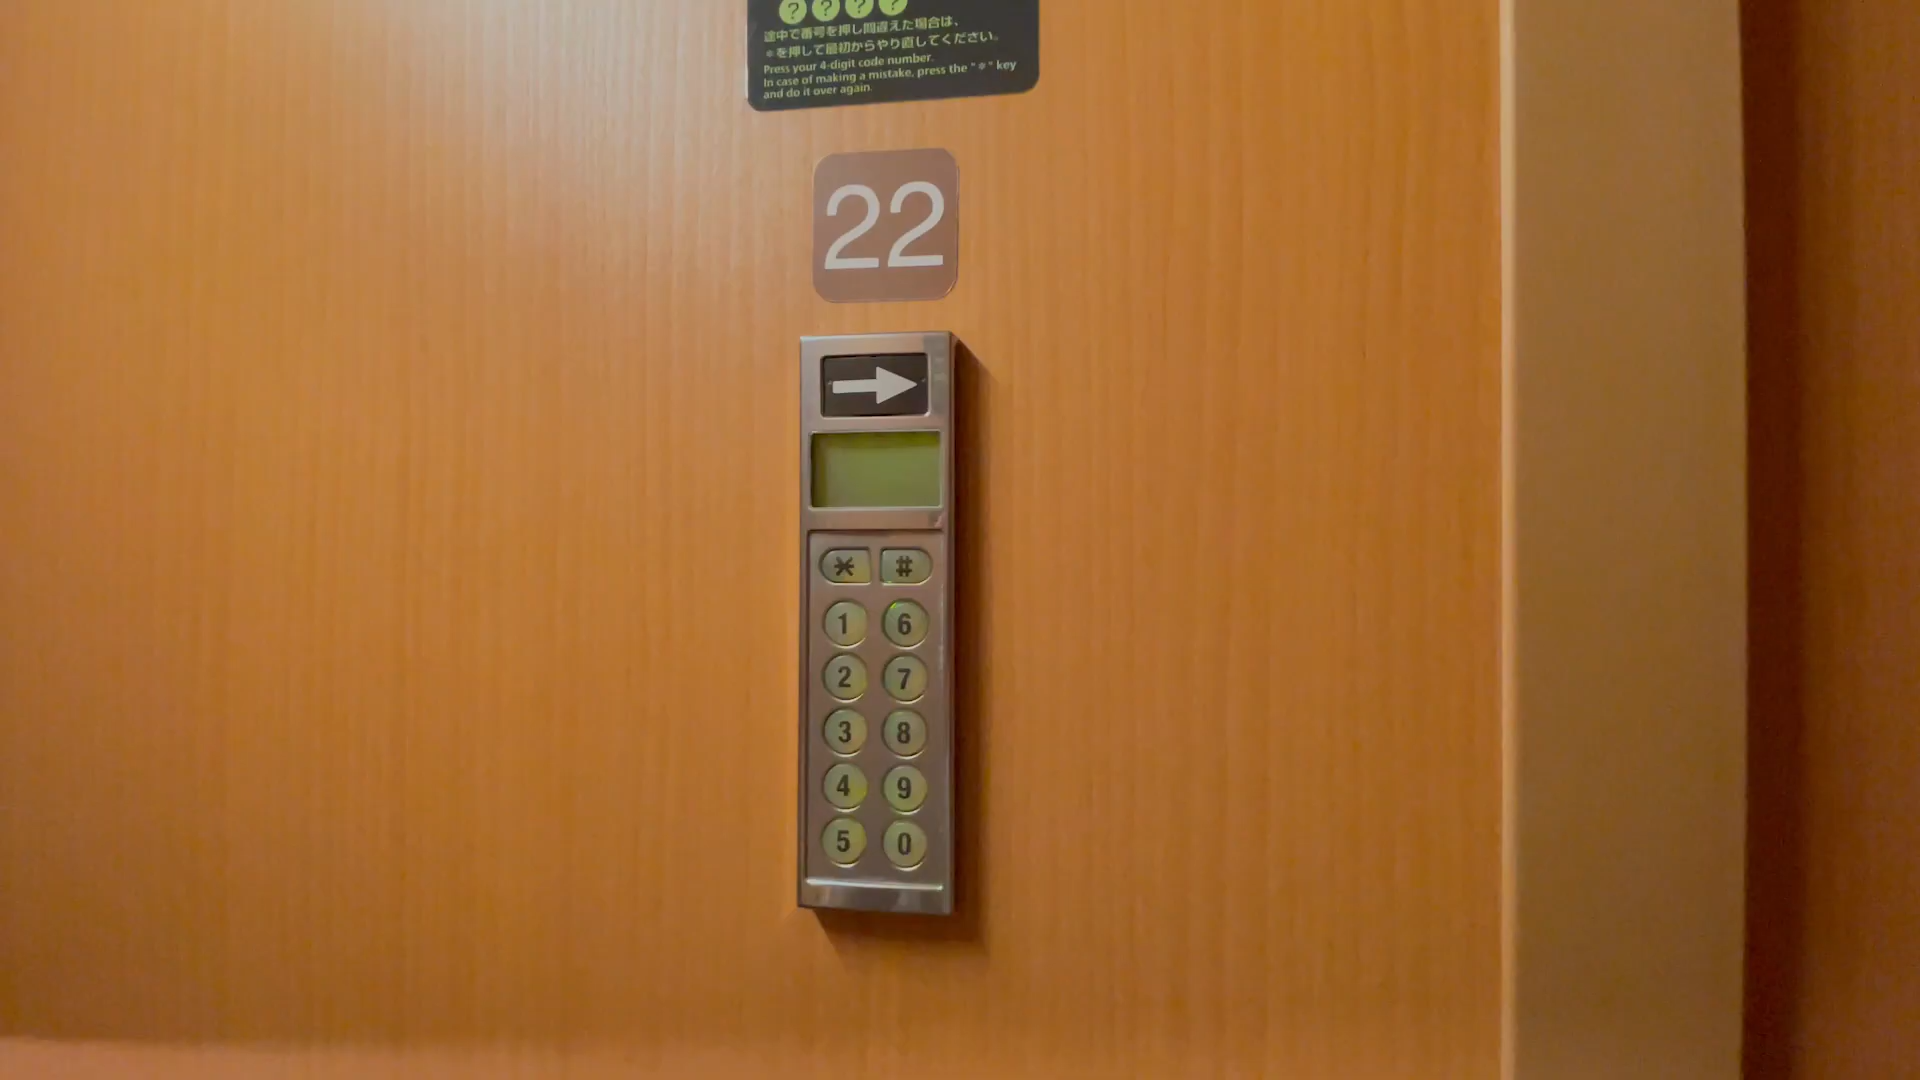 ? ? ? ?
途中で番号を押し間違えた場合は、
＊を押して最初からやり直してください。
Press your 4-digit code number.
In case of making a mistake, press the "＊" key
and do it over again.
22
→
* #
1 6
2 7
3 8
4 9
5 0